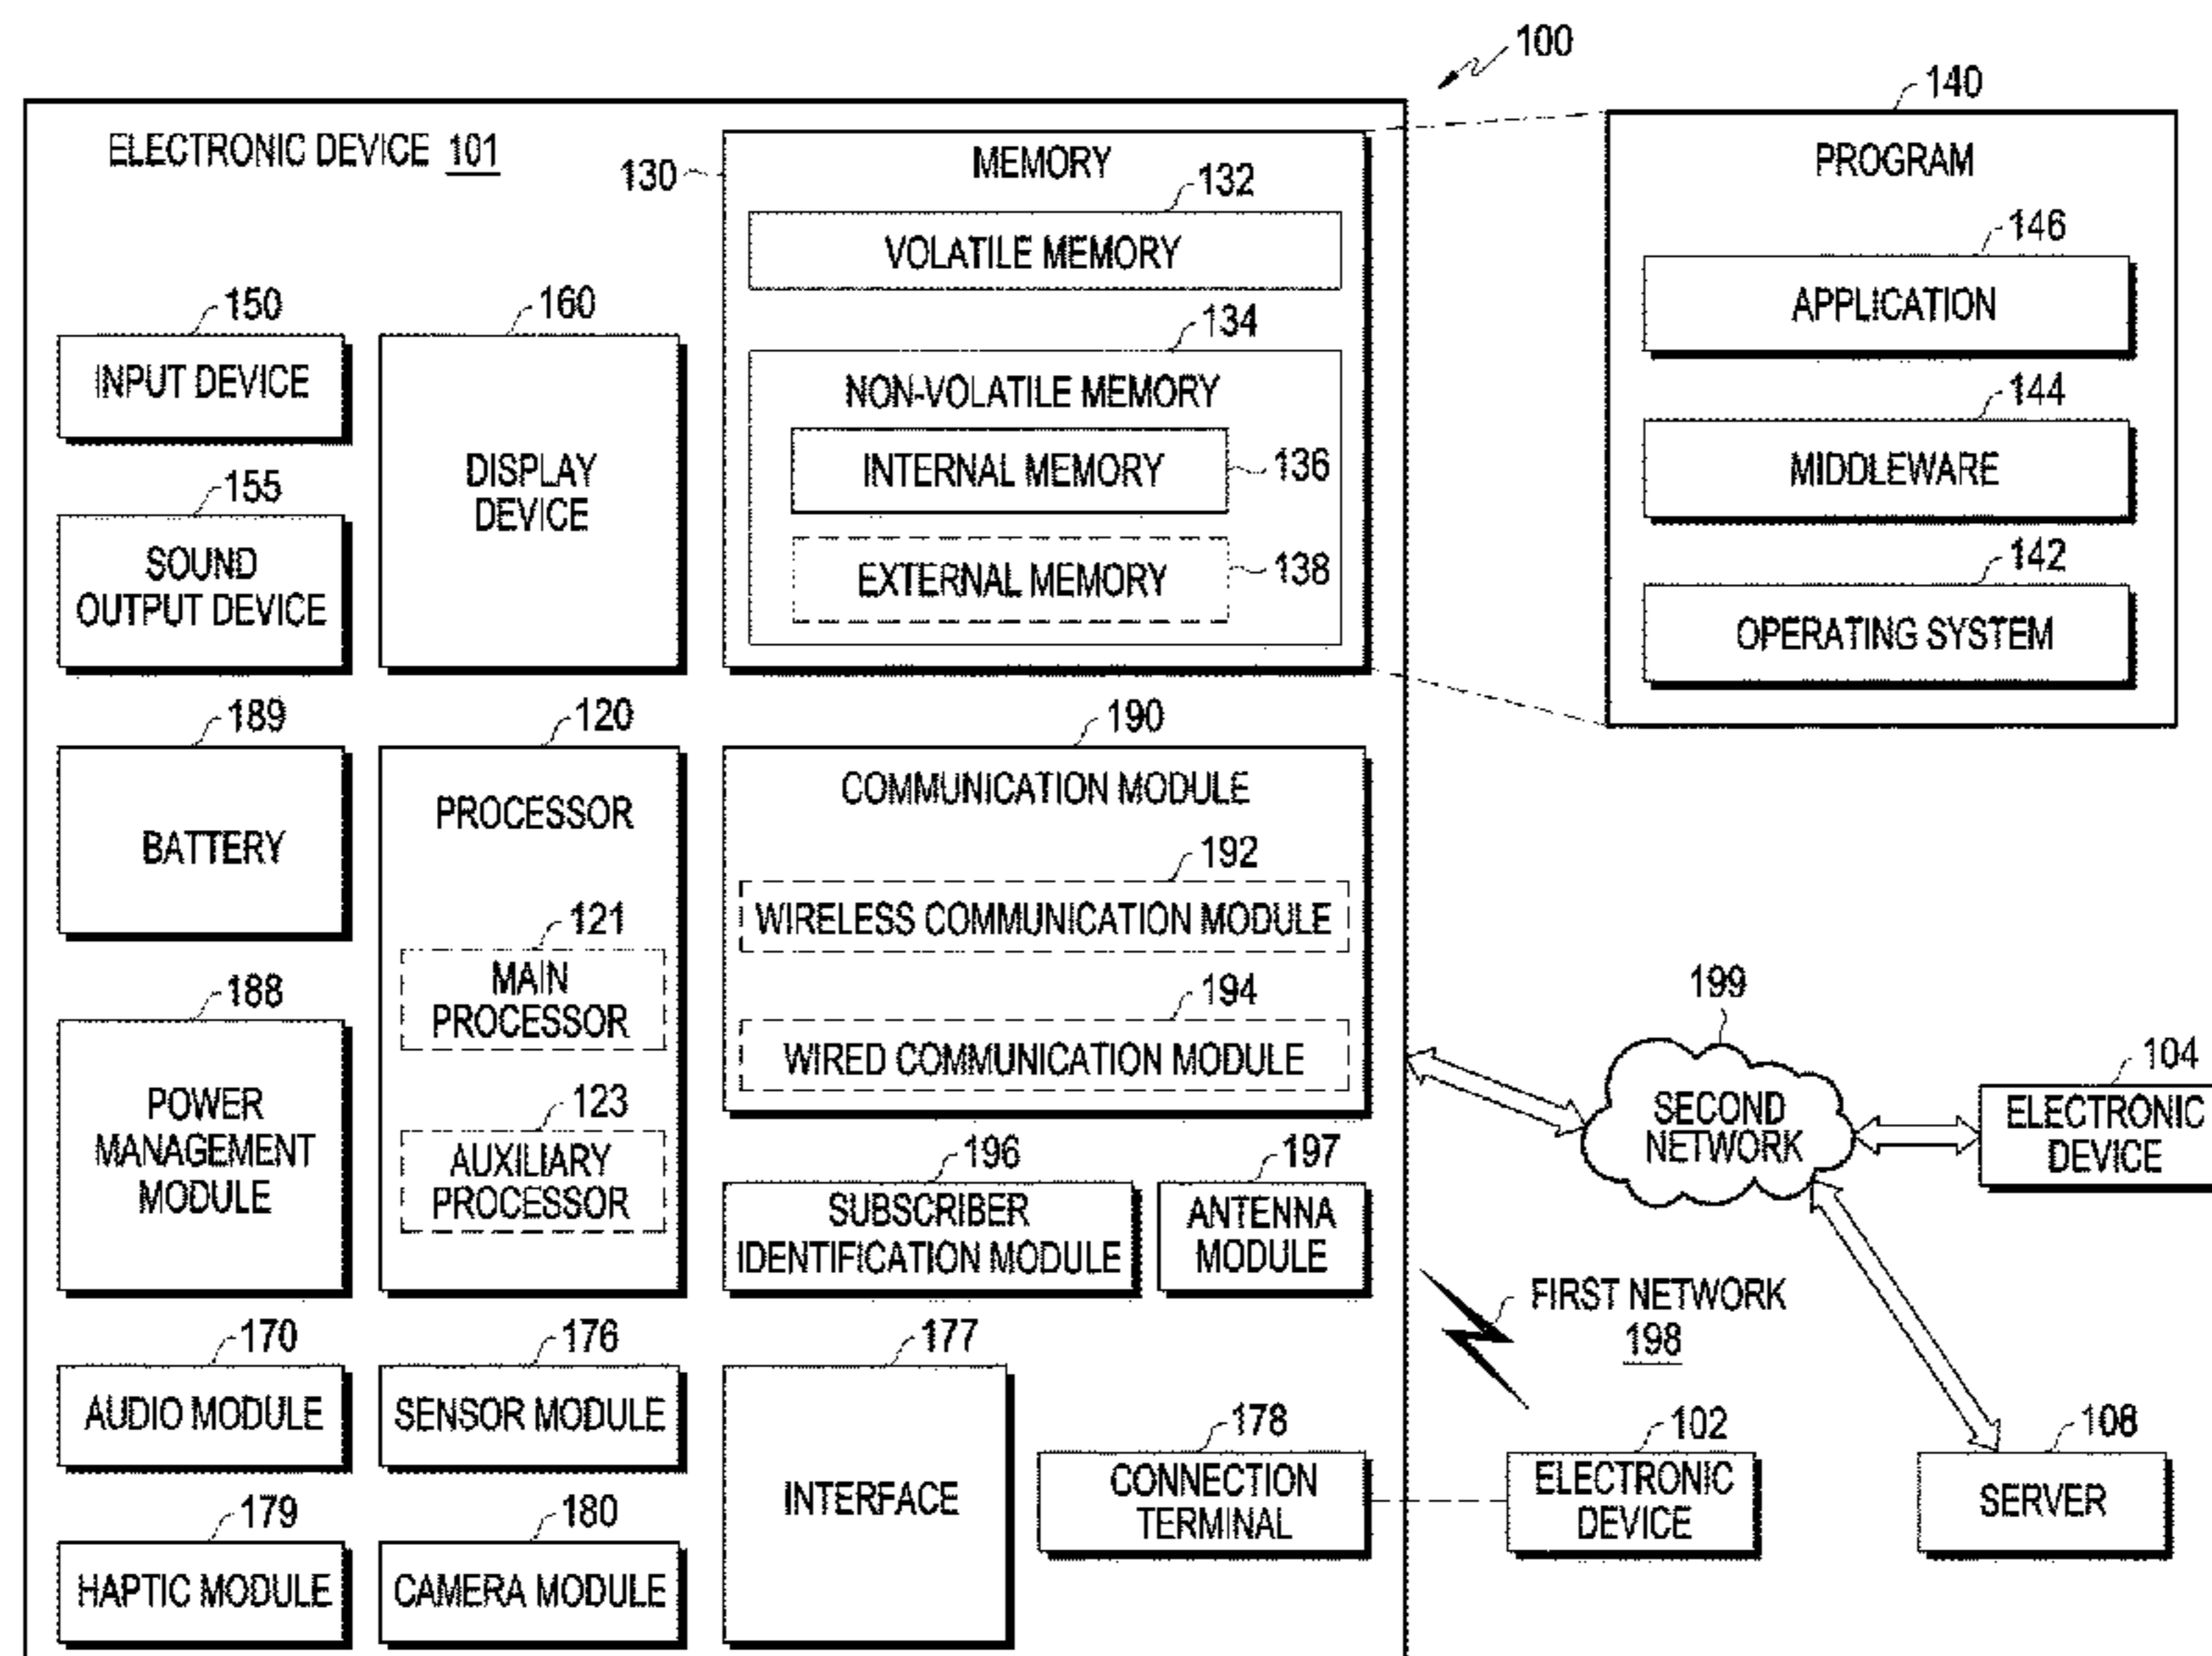 100
ELECTRONIC DEVICE 101
130
MEMORY
132
VOLATILE MEMORY
134
NON-VOLATILE MEMORY
INTERNAL MEMORY
136
EXTERNAL MEMORY
138
140
PROGRAM
146
APPLICATION
144
MIDDLEWARE
142
OPERATING SYSTEM
150
INPUT DEVICE
155
SOUND
OUTPUT DEVICE
160
DISPLAY
DEVICE
189
BATTERY
188
POWER
MANAGEMENT
MODULE
120
PROCESSOR
121
MAIN
PROCESSOR
123
AUXILIARY
PROCESSOR
190
COMMUNICATION MODULE
192
WIRELESS COMMUNICATION MODULE
194
WIRED COMMUNICATION MODULE
196
SUBSCRIBER
IDENTIFICATION MODULE
197
ANTENNA
MODULE
199
SECOND
NETWORK
104
ELECTRONIC
DEVICE
FIRST NETWORK
198
170
AUDIO MODULE
176
SENSOR MODULE
177
INTERFACE
178
CONNECTION
TERMINAL
102
ELECTRONIC
DEVICE
108
SERVER
179
HAPTIC MODULE
180
CAMERA MODULE